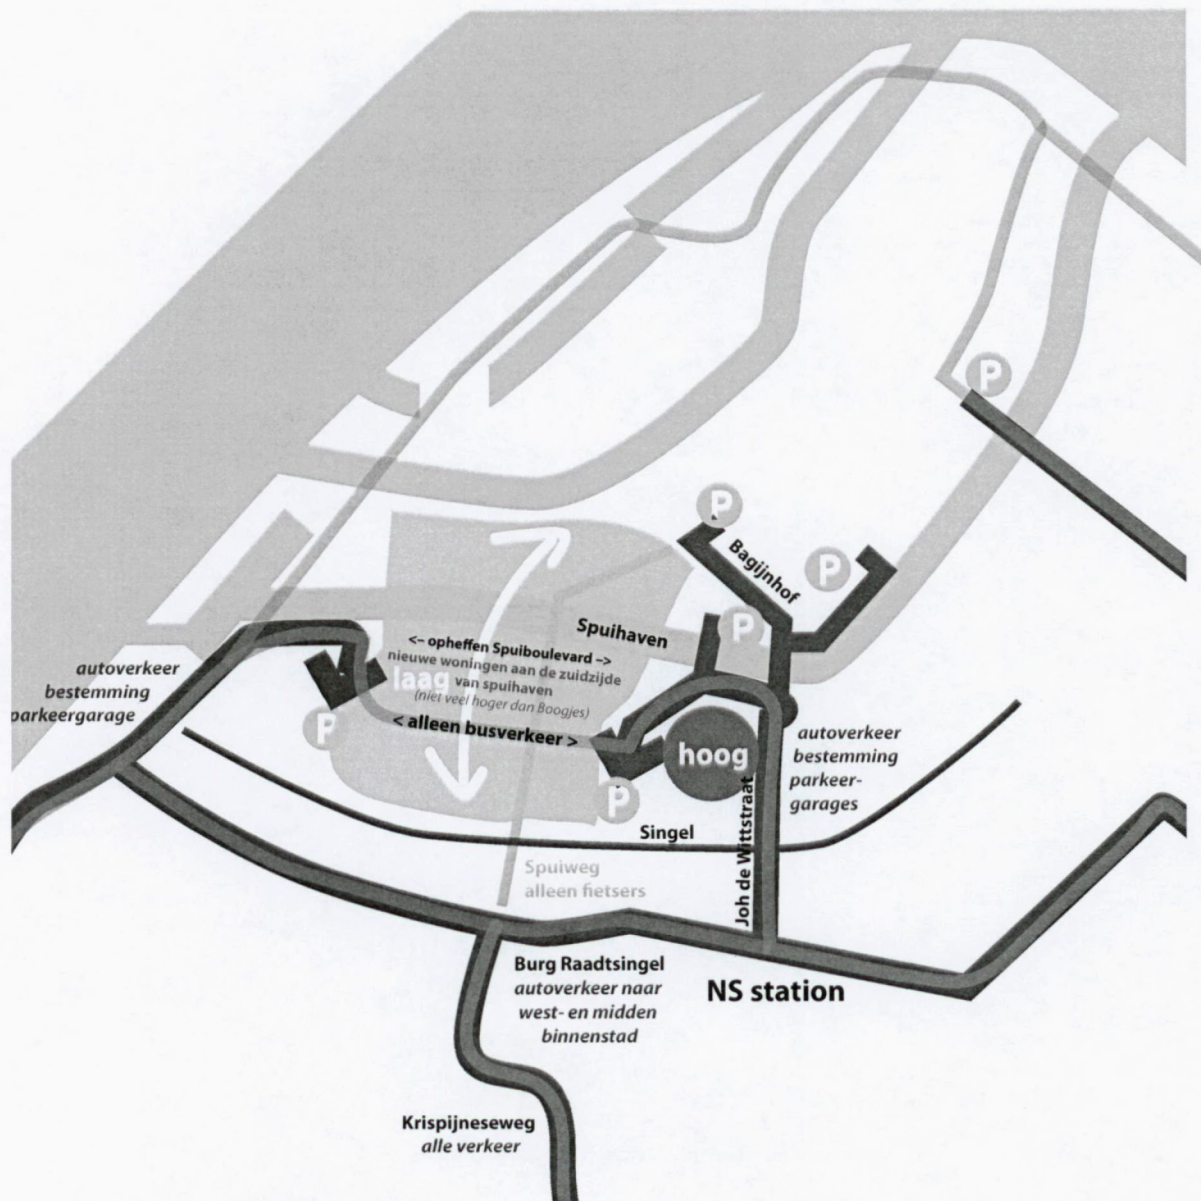 P
P
Bagijnhof
P
P
Spuihaven
<– opheffen Spuiboulevard –>
nieuwe woningen aan de zuidzijde
van spuihaven
(niet veel hoger dan Boogjes)
laag
< alleen busverkeer >
autoverkeer
bestemming
parkeergarage
P
hoog
autoverkeer
bestemming
parkeer-
garages
P
Singel
Joh de Wittstraat
Spuiweg
alleen fietsers
Burg Raadtsingel
autoverkeer naar
west- en midden
binnenstad
NS station
Krispijneseweg
alle verkeer